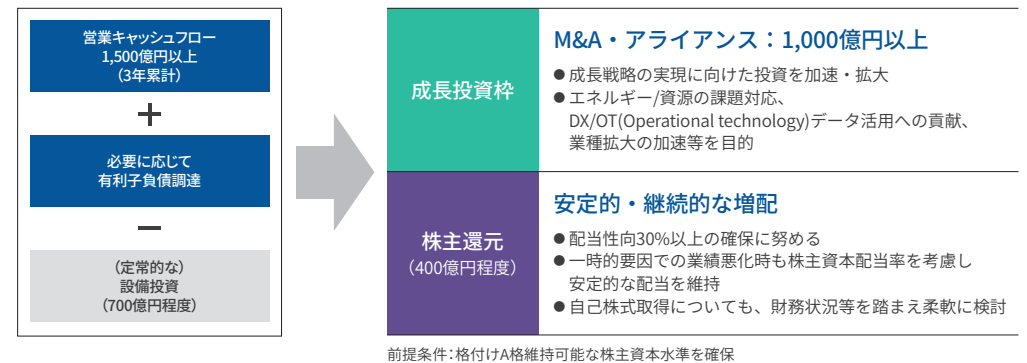 営業キャッシュフロー
1,500億円以上
（3年累計）
＋
必要に応じて
有利子負債調達
－
（定常的な）
設備投資
（700億円程度）
成長投資枠
M&A・アライアンス：1,000億円以上
●成長戦略の実現に向けた投資を加速・拡大
●エネルギー/資源の課題対応、
DX/OT(Operational technology)データ活用への貢献、
業種拡大の加速等を目的
株主還元
（400億円程度）
安定的・継続的な増配
●配当性向30%以上の確保に努める
●一時的要因での業績悪化時も株主資本配当率を考慮し
安定的な配当を維持
●自己株式取得についても、財務状況等を踏まえ柔軟に検討
前提条件：格付けA格維持可能な株主資本水準を確保